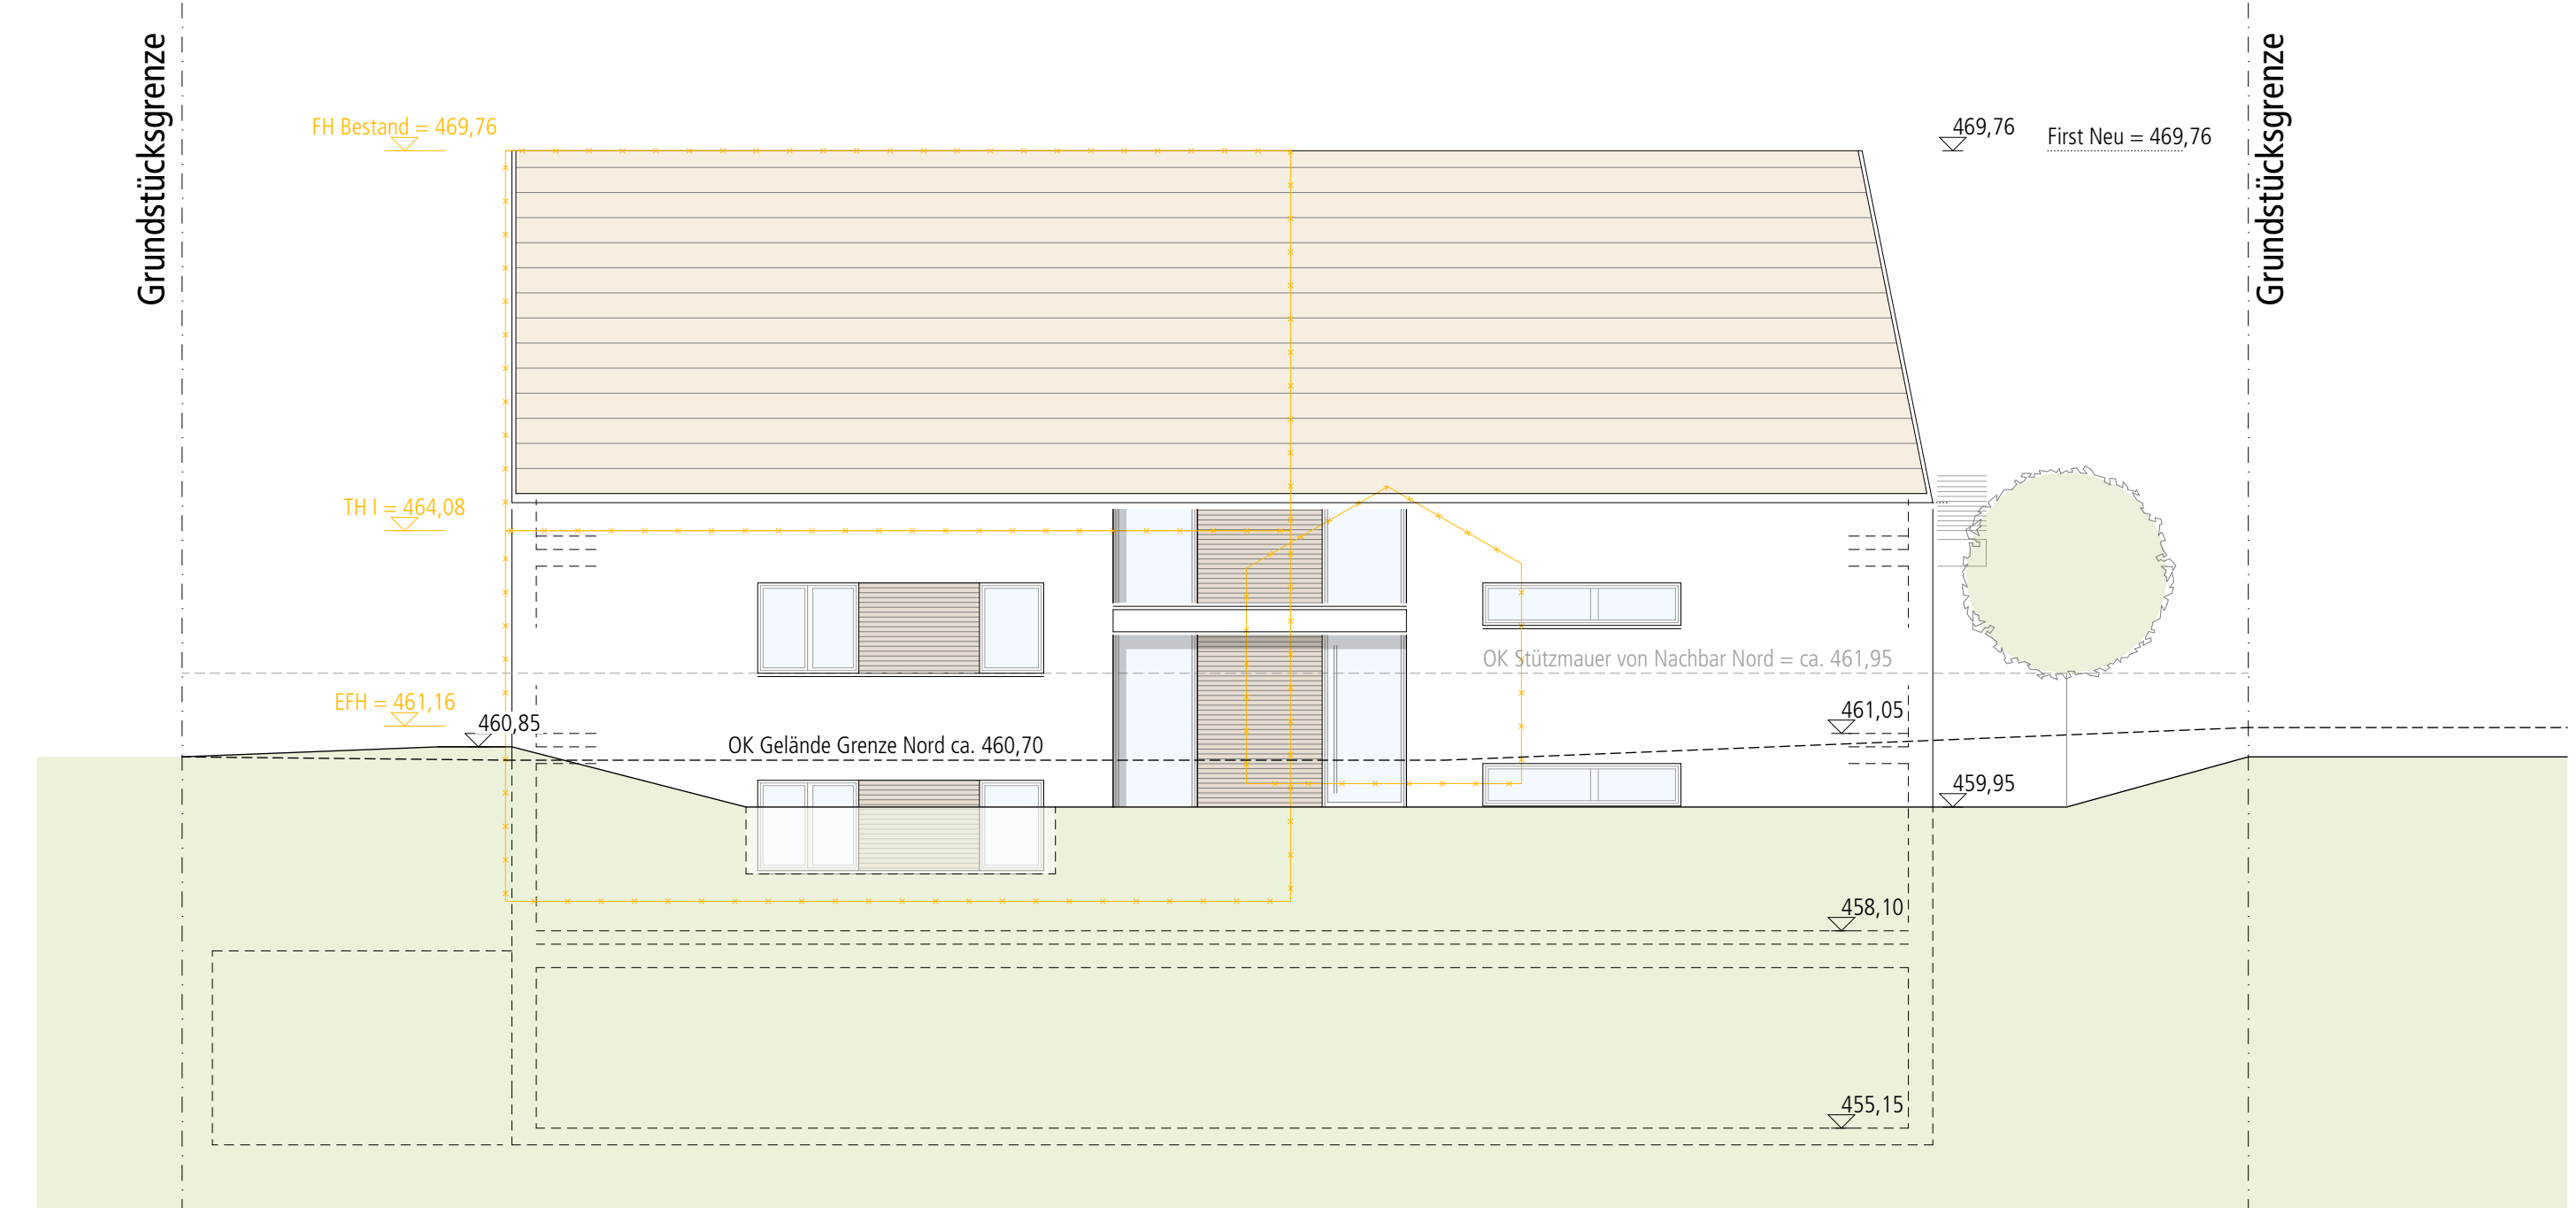 Grundstücksgrenze
Grundstücksgrenze
FH Bestand = 469,76
469,76
First Neu = 469,76
TH I = 464,08
OK Stützmauer von Nachbar Nord = ca. 461,95
EFH = 461,16
460,85
461,05
OK Gelände Grenze Nord ca. 460,70
459,95
458,10
455,15